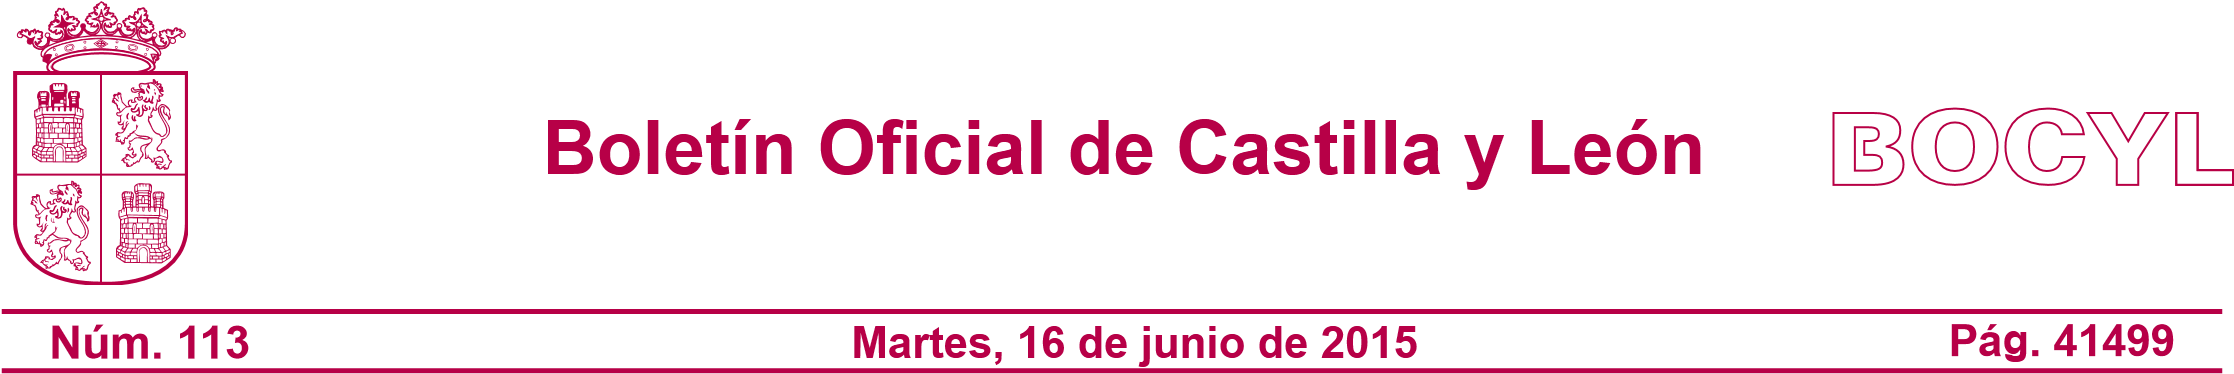 Boletín Oficial de Castilla y León
BOCYL
Núm. 113
Martes, 16 de junio de 2015
Pág. 41499